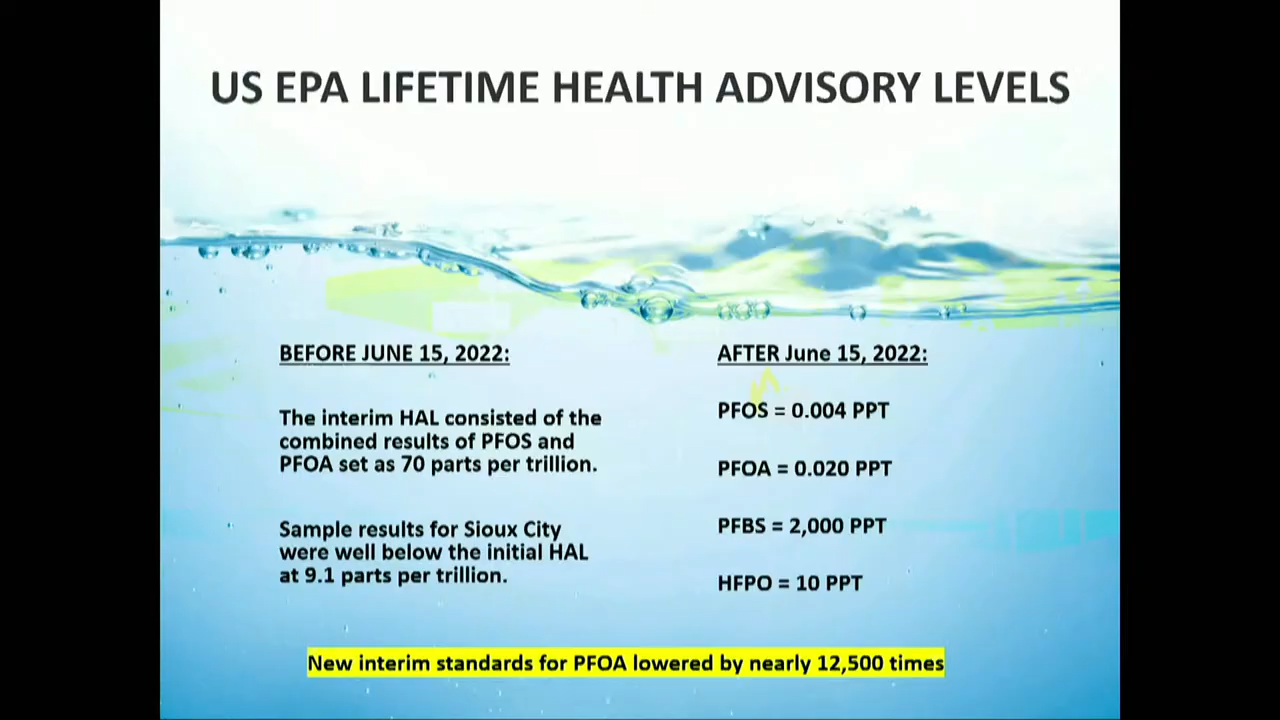 US EPA LIFETIME HEALTH ADVISORY LEVELS
BEFORE JUNE 15, 2022:
The interim HAL consisted of the
combined results of PFOS and
PFOA set as 70 parts per trillion.
Sample results for Sioux City
were well below the initial HAL
at 9.1 parts per trillion.
AFTER June 15, 2022:
PFOS = 0.004 PPT
PFOA = 0.020 PPT
PFBS = 2,000 PPT
HFPO = 10 PPT
New interim standards for PFOA lowered by nearly 12,500 times